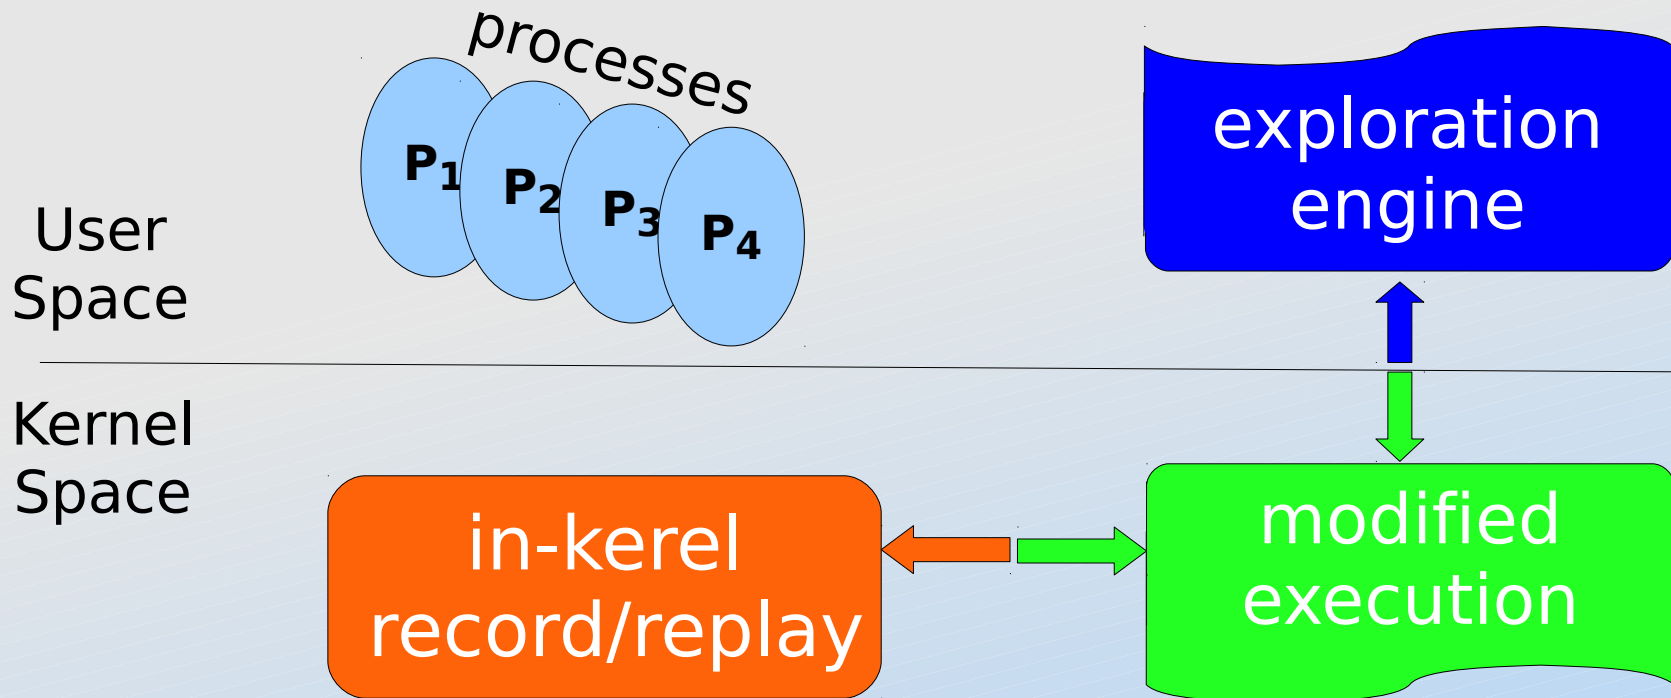 processes
P1
P2
P3
P4
exploration
engine
User
Space
Kernel
Space
in-kerel
record/replay
modified
execution